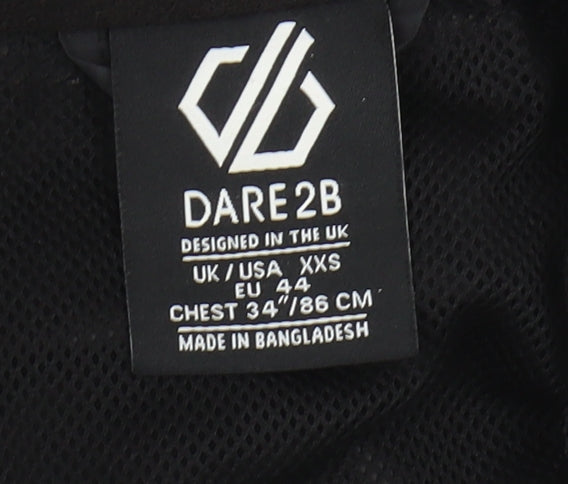 DARE2B
DESIGNED IN THE UK
UK / USA XXS
EU 44
CHEST 34"/86 CM
MADE IN BANGLADESH